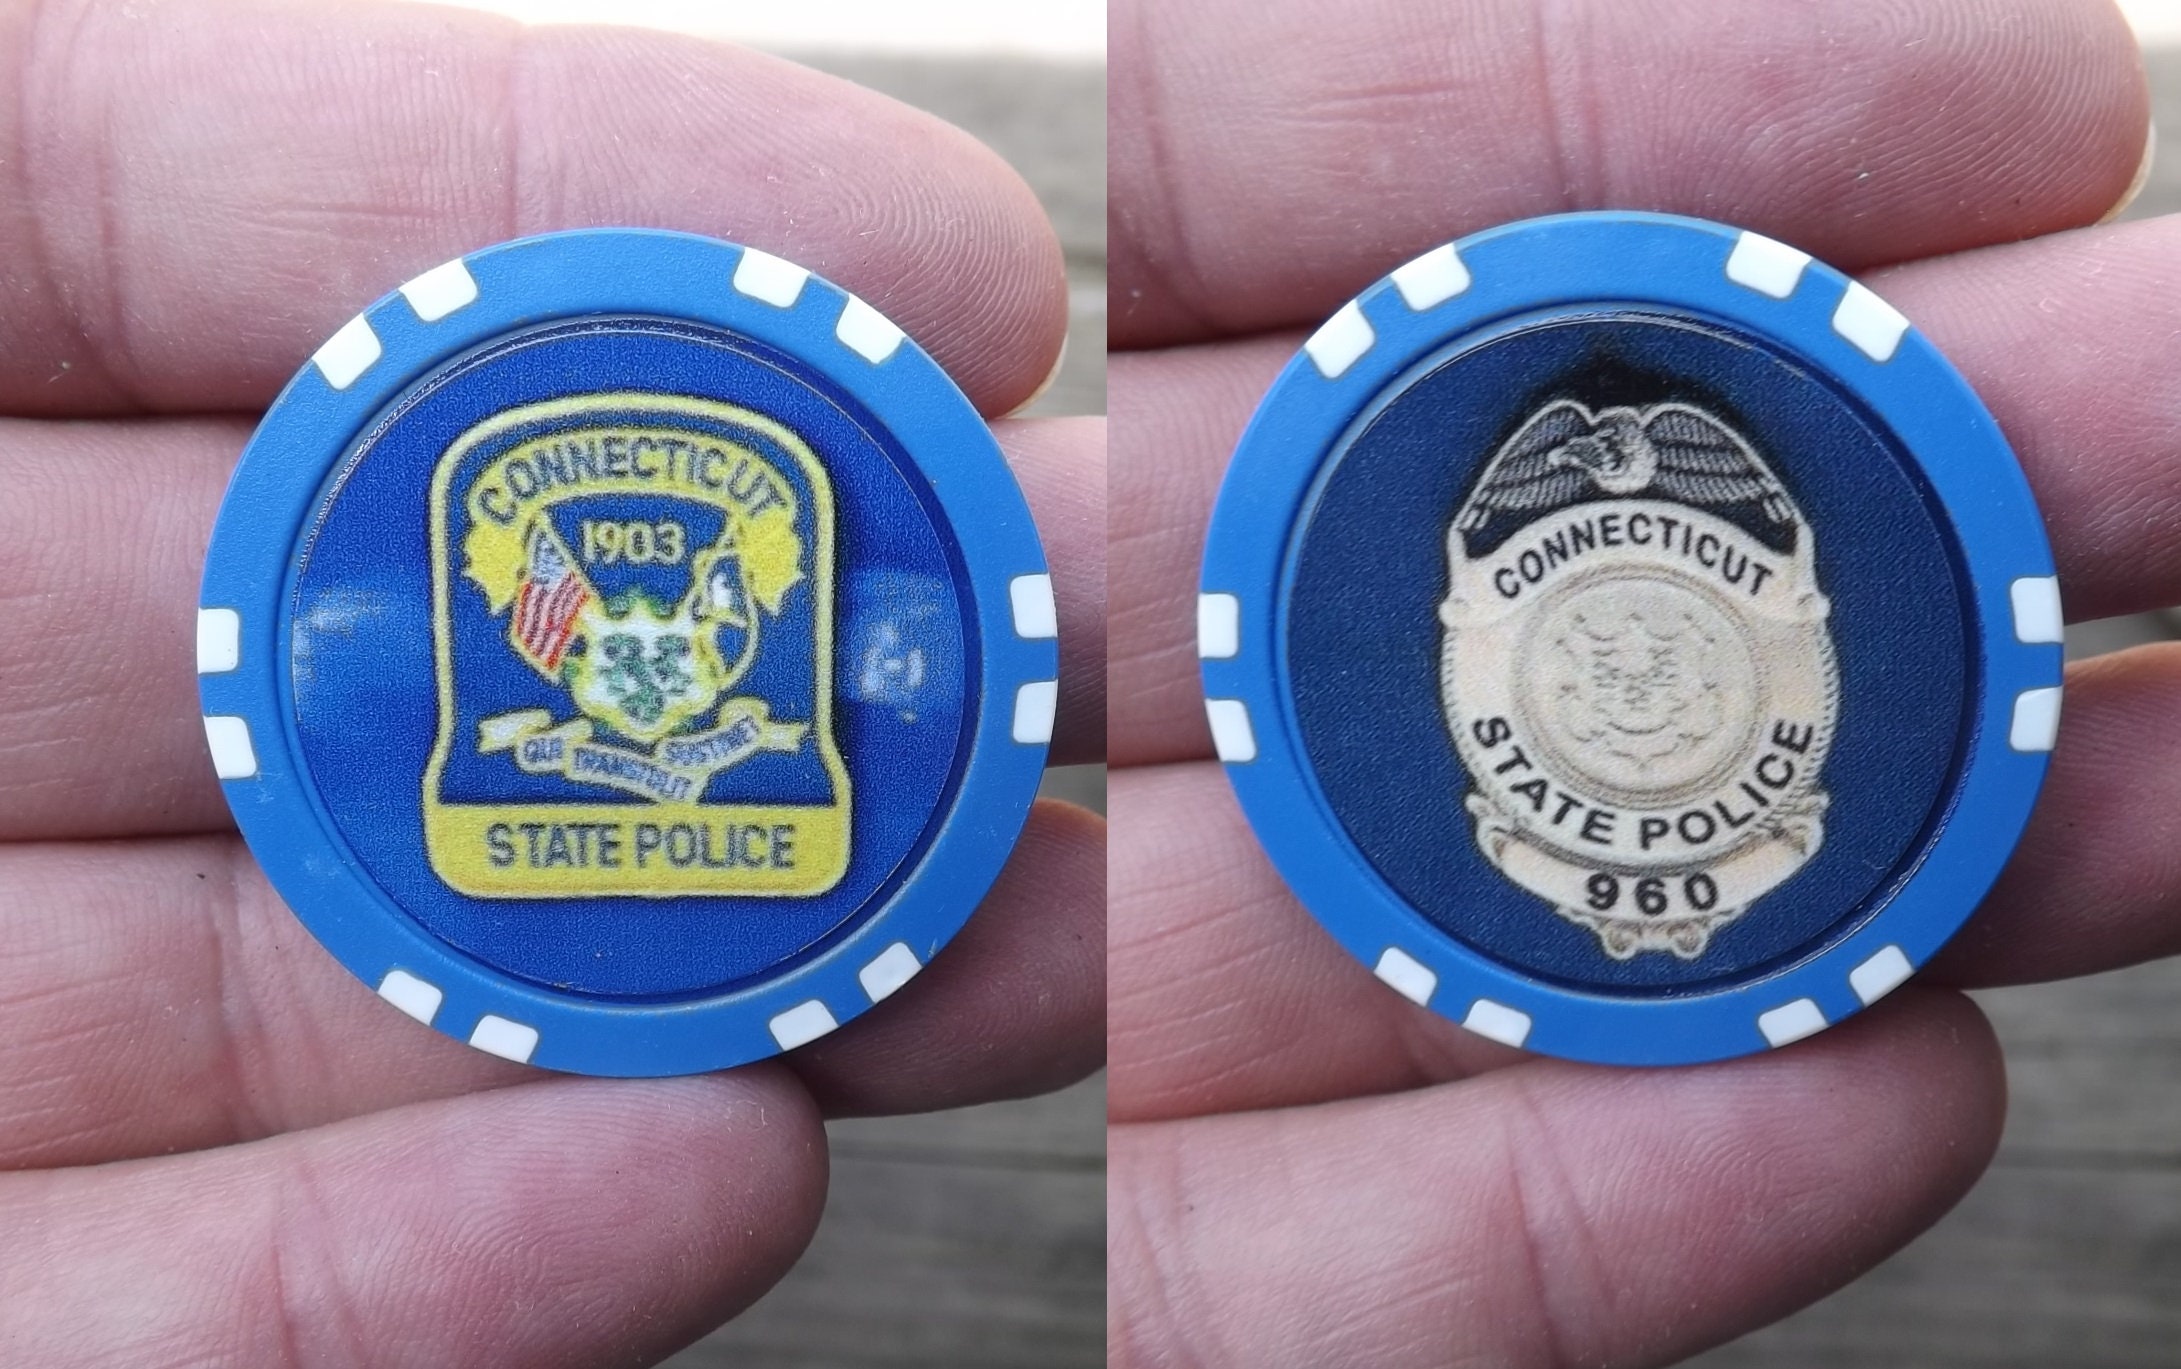 CONNECTICUT
1903
QUI TRANSTULIT SUSTINET
STATE POLICE
CONNECTICUT
STATE POLICE
960